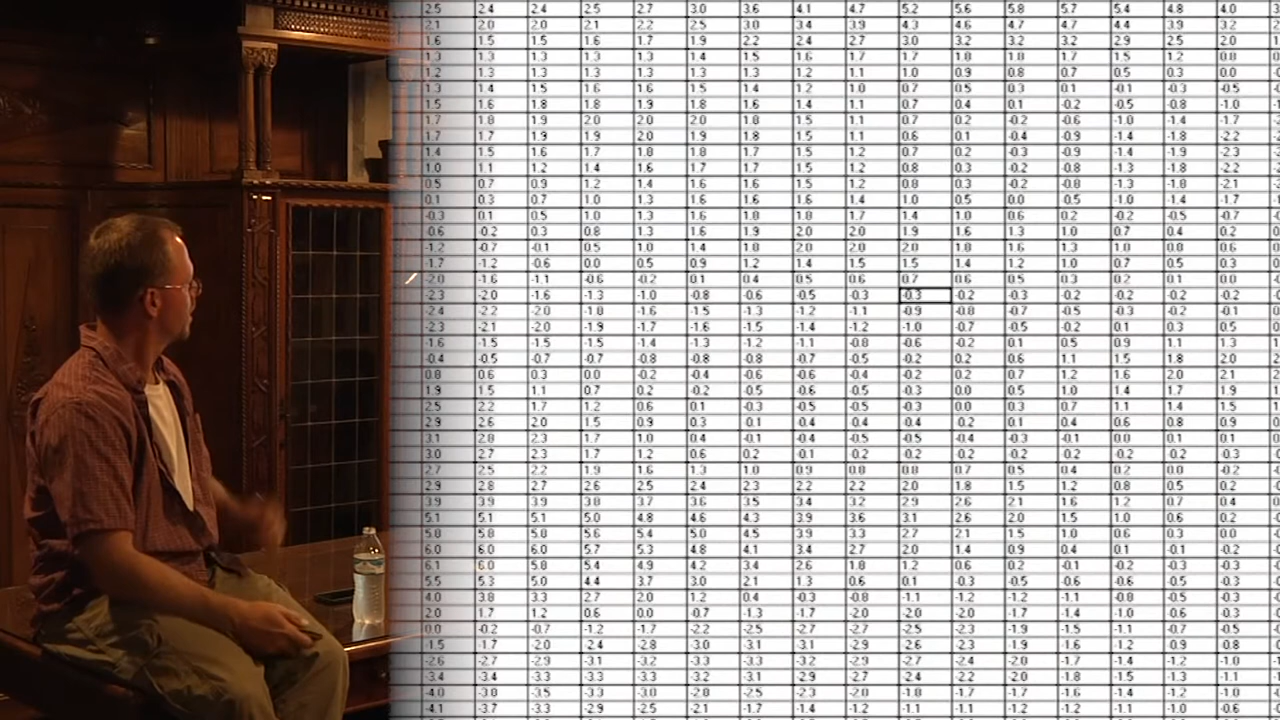 2.5 2.4 2.4 2.5 2.7 3.0 3.6 4.1 4.7 5.2 5.6 5.8 5.7 5.4 4.8 4.0
2.1 2.0 2.0 2.1 2.2 2.5 3.0 3.4 3.9 4.3 4.6 4.7 4.7 4.4 3.9 3.2
1.6 1.5 1.5 1.6 1.7 1.9 2.2 2.4 2.7 3.0 3.2 3.2 3.2 2.9 2.5 2.0
1.3 1.3 1.3 1.3 1.3 1.4 1.5 1.6 1.7 1.7 1.8 1.8 1.7 1.5 1.2 0.8
1.2 1.3 1.3 1.3 1.3 1.3 1.3 1.2 1.1 1.0 0.9 0.8 0.7 0.5 0.3 0.0
1.3 1.4 1.5 1.6 1.6 1.5 1.4 1.2 1.0 0.7 0.5 0.3 0.1 -0.1 -0.3 -0.5
1.5 1.6 1.8 1.8 1.9 1.8 1.6 1.4 1.1 0.7 0.4 0.1 -0.2 -0.5 -0.8 -1.0
1.7 1.8 1.9 2.0 2.0 2.0 1.8 1.5 1.1 0.7 0.2 -0.2 -0.6 -1.0 -1.4 -1.7
1.7 1.7 1.9 1.9 2.0 1.9 1.8 1.5 1.1 0.6 0.1 -0.4 -0.9 -1.4 -1.8 -2.2
1.4 1.5 1.6 1.7 1.8 1.8 1.7 1.5 1.2 0.7 0.2 -0.3 -0.9 -1.4 -1.9 -2.3
1.0 1.1 1.2 1.4 1.6 1.7 1.7 1.5 1.2 0.8 0.3 -0.2 -0.8 -1.3 -1.8 -2.2
0.5 0.7 0.9 1.2 1.4 1.6 1.6 1.5 1.2 0.8 0.3 -0.2 -0.8 -1.3 -1.8 -2.1
0.1 0.3 0.7 1.0 1.3 1.6 1.6 1.6 1.4 1.0 0.5 0.0 -0.5 -1.0 -1.4 -1.7
-0.3 0.1 0.5 1.0 1.3 1.6 1.8 1.8 1.7 1.4 1.0 0.6 0.2 -0.2 -0.5 -0.7
-0.6 -0.2 0.3 0.8 1.3 1.6 1.9 2.0 2.0 1.9 1.6 1.3 1.0 0.7 0.4 0.2
-1.2 -0.7 -0.1 0.5 1.0 1.4 1.8 2.0 2.0 2.0 1.8 1.6 1.3 1.0 0.8 0.6
-1.7 -1.2 -0.6 0.0 0.5 0.9 1.2 1.4 1.5 1.5 1.4 1.2 1.0 0.7 0.5 0.3
-2.0 -1.6 -1.1 -0.6 -0.2 0.1 0.4 0.5 0.6 0.7 0.6 0.5 0.3 0.2 0.1 0.0
-2.3 -2.0 -1.6 -1.3 -1.0 -0.8 -0.6 -0.5 -0.3 -0.3 -0.2 -0.3 -0.2 -0.2 -0.2 -0.2
-2.4 -2.2 -2.0 -1.8 -1.6 -1.5 -1.3 -1.2 -1.1 -0.9 -0.8 -0.7 -0.5 -0.3 -0.2 -0.1
-2.3 -2.1 -2.0 -1.9 -1.7 -1.6 -1.5 -1.4 -1.2 -1.0 -0.7 -0.5 -0.2 0.1 0.3 0.5
-1.6 -1.5 -1.5 -1.5 -1.4 -1.3 -1.2 -1.1 -0.8 -0.6 -0.2 0.1 0.5 0.9 1.1 1.3
-0.4 -0.5 -0.7 -0.7 -0.8 -0.8 -0.8 -0.7 -0.5 -0.2 0.2 0.6 1.1 1.5 1.8 2.0
0.8 0.6 0.3 0.0 -0.2 -0.4 -0.6 -0.6 -0.4 -0.2 0.2 0.7 1.2 1.6 2.0 2.1
1.9 1.5 1.1 0.7 0.2 -0.2 -0.5 -0.6 -0.5 -0.3 0.0 0.5 1.0 1.4 1.7 1.9
2.5 2.2 1.7 1.2 0.6 0.1 -0.3 -0.5 -0.5 -0.3 0.0 0.3 0.7 1.1 1.4 1.5
2.9 2.6 2.0 1.5 0.9 0.3 -0.1 -0.4 -0.4 -0.4 -0.2 0.1 0.4 0.6 0.8 0.9
3.1 2.8 2.3 1.7 1.0 0.4 -0.1 -0.4 -0.5 -0.5 -0.4 -0.3 -0.1 0.0 0.1 0.1
3.0 2.7 2.3 1.7 1.2 0.6 0.2 -0.1 -0.2 -0.2 -0.2 -0.2 -0.2 -0.2 -0.2 -0.3
2.7 2.5 2.2 1.9 1.6 1.3 1.0 0.9 0.8 0.8 0.7 0.5 0.4 0.2 0.0 -0.2
2.9 2.8 2.7 2.6 2.5 2.4 2.3 2.2 2.2 2.0 1.8 1.5 1.2 0.8 0.5 0.2
3.9 3.9 3.9 3.8 3.7 3.6 3.5 3.4 3.2 2.9 2.6 2.1 1.6 1.2 0.7 0.4
5.1 5.1 5.1 5.0 4.8 4.6 4.3 3.9 3.6 3.1 2.6 2.0 1.5 1.0 0.6 0.2
5.8 5.8 5.8 5.6 5.4 5.0 4.5 3.9 3.3 2.7 2.1 1.5 1.0 0.6 0.3 0.0
6.0 6.0 6.0 5.7 5.3 4.8 4.1 3.4 2.7 2.0 1.4 0.9 0.4 0.1 -0.1 -0.2
6.1 6.0 5.8 5.4 4.9 4.2 3.4 2.6 1.8 1.2 0.6 0.2 -0.1 -0.2 -0.3 -0.3
5.5 5.3 5.0 4.4 3.7 3.0 2.1 1.3 0.6 0.1 -0.3 -0.5 -0.6 -0.6 -0.5 -0.3
4.0 3.8 3.3 2.7 2.0 1.2 0.4 -0.3 -0.8 -1.1 -1.2 -1.2 -1.1 -0.8 -0.5 -0.3
2.0 1.7 1.2 0.6 0.0 -0.7 -1.3 -1.7 -2.0 -2.0 -2.0 -1.7 -1.4 -1.0 -0.6 -0.3
0.0 -0.2 -0.7 -1.2 -1.7 -2.2 -2.5 -2.7 -2.7 -2.5 -2.3 -1.9 -1.5 -1.1 -0.7 -0.5
-1.5 -1.7 -2.0 -2.4 -2.8 -3.0 -3.1 -3.1 -2.9 -2.6 -2.3 -1.9 -1.6 -1.2 0.9 0.8
-2.6 -2.7 -2.9 -3.1 -3.2 -3.3 -3.3 -3.2 -2.9 -2.7 -2.4 -2.0 -1.7 -1.4 -1.2 -1.0
-3.4 -3.4 -3.3 -3.3 -3.3 -3.2 -3.1 -2.9 -2.7 -2.4 -2.2 -2.0 -1.8 -1.5 -1.3 -1.1
-4.0 -3.8 -3.5 -3.3 -3.0 -2.8 -2.5 -2.3 -2.0 -1.8 -1.7 -1.7 -1.6 -1.4 -1.2 -1.0
-4.1 -3.7 -3.3 -2.9 -2.5 -2.1 -1.7 -1.4 -1.2 -1.1 -1.1 -1.2 -1.2 -1.1 -1.0 -0.6